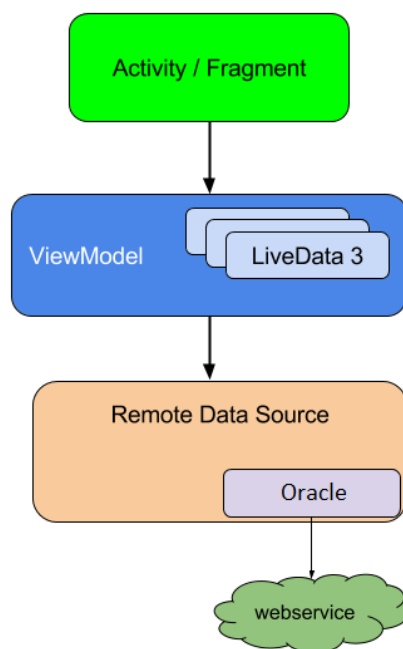 Activity / Fragment
ViewModel
LiveData 3
Remote Data Source
Oracle
webservice